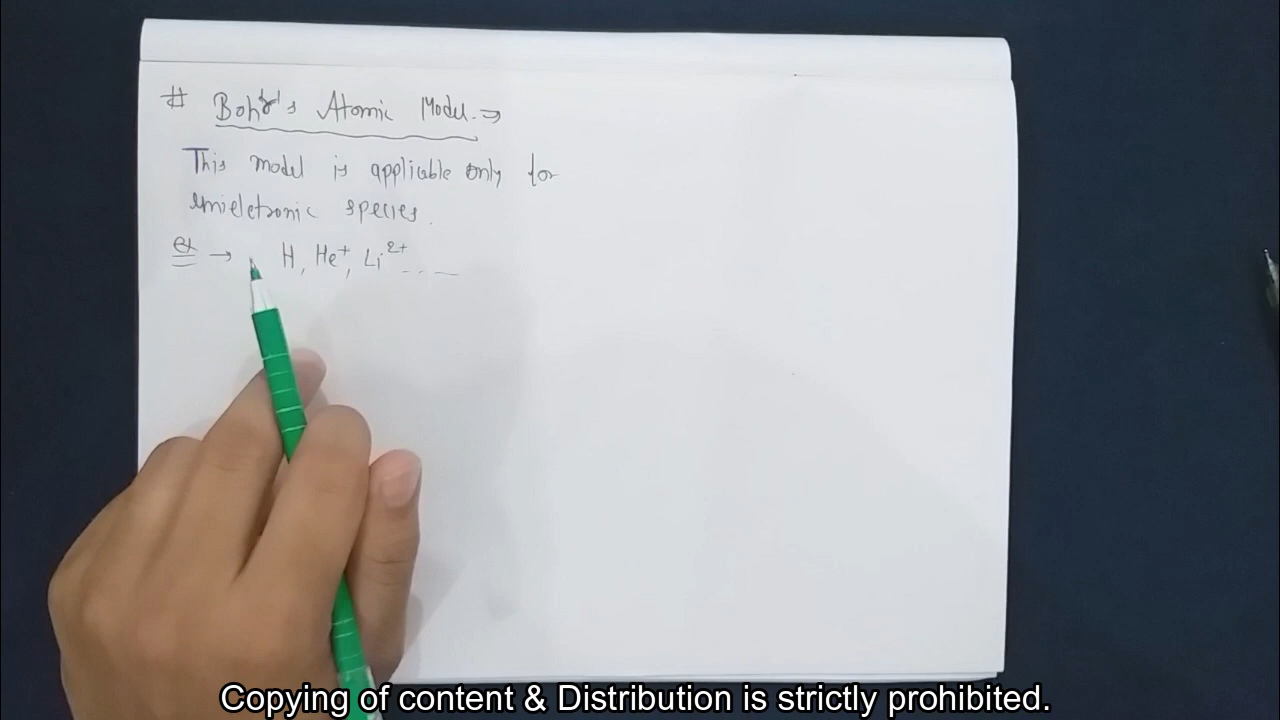 # Bohr's Atomic Model. ⇒
This model is applicable only for
unieletronic species.
ex → H, He⁺, Li²⁺ - - -
Copying of content & Distribution is strictly prohibited.